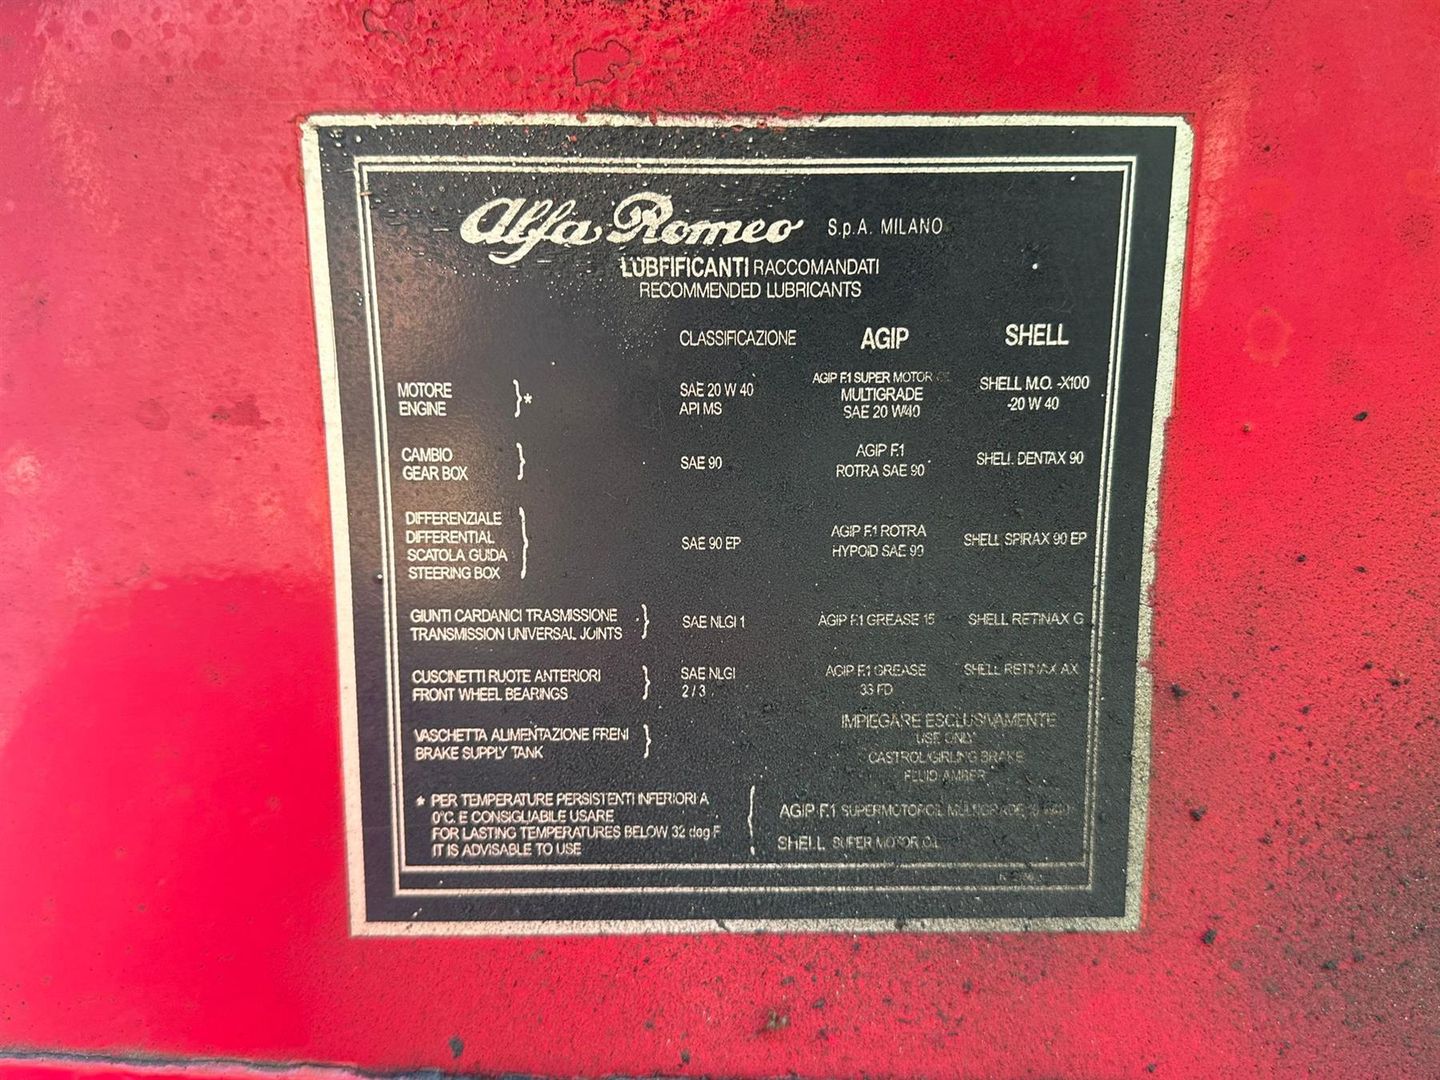 Alfa Romeo S.p.A. MILANO
LUBFIFICANTI RACCOMANDATI
RECOMMENDED LUBRICANTS
CLASSIFICAZIONE AGIP SHELL
MOTORE
ENGINE
} *
SAE 20 W 40
API MS
AGIP F.1 SUPER MOTOR
MULTIGRADE
SAE 20 W40
SHELL M.O. -X100
-20 W 40
CAMBIO
GEAR BOX
}
SAE 90
AGIP F.1
ROTRA SAE 90
SHELL DENTAX 90
DIFFERENZIALE
DIFFERENTIAL
SCATOLA GUIDA
STEERING BOX
}
SAE 90 EP
AGIP F.1 ROTRA
HYPOID SAE 90
SHELL SPIRAX 90 EP
GIUNTI CARDANICI TRASMISSIONE
TRANSMISSION UNIVERSAL JOINTS
}
SAE NLGI 1
AGIP F.1 GREASE 15
SHELL RETINAX G
CUSCINETTI RUOTE ANTERIORI
FRONT WHEEL BEARINGS
}
SAE NLGI
2 / 3
AGIP F.1 GREASE
33 FD
SHELL RETINAX AX
VASCHETTA ALIMENTAZIONE FRENI
BRAKE SUPPLY TANK
}
IMPIEGARE ESCLUSIVAMENTE
USE ONLY
CASTROL/GIRLING BRAKE
FLUID AMBER
* PER TEMPERATURE PERSISTENTI INFERIORI A
0°C. E CONSIGLIABILE USARE
FOR LASTING TEMPERATURES BELOW 32 deg F
IT IS ADVISABLE TO USE
{
AGIP F.1 SUPERMOTOROIL MULTIGRADE
SHELL SUPER MOTOR OIL